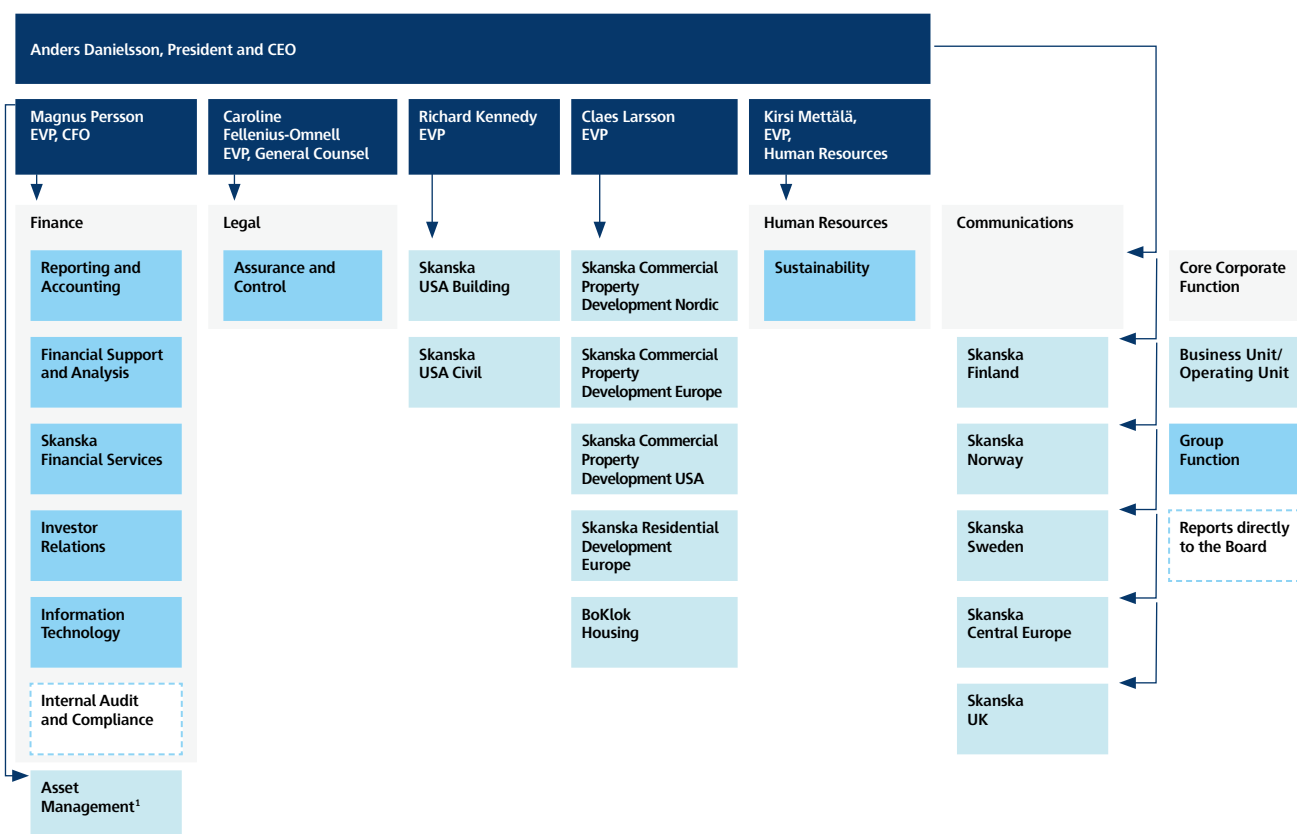 Anders Danielsson, President and CEO
Magnus Persson
EVP, CFO
Caroline
Fellenius-Omnell
EVP, General Counsel
Richard Kennedy
EVP
Claes Larsson
EVP
Kirsi Mettälä,
EVP,
Human Resources
Finance
Reporting and
Accounting
Financial Support
and Analysis
Skanska
Financial Services
Investor
Relations
Information
Technology
Internal Audit
and Compliance
Asset
Management¹
Legal
Assurance and
Control
Skanska
USA Building
Skanska
USA Civil
Skanska Commercial
Property
Development Nordic
Skanska Commercial
Property
Development Europe
Skanska Commercial
Property
Development USA
Skanska Residential
Development
Europe
BoKlok
Housing
Human Resources
Sustainability
Communications
Skanska
Finland
Skanska
Norway
Skanska
Sweden
Skanska
Central Europe
Skanska
UK
Core Corporate
Function
Business Unit/
Operating Unit
Group
Function
Reports directly
to the Board